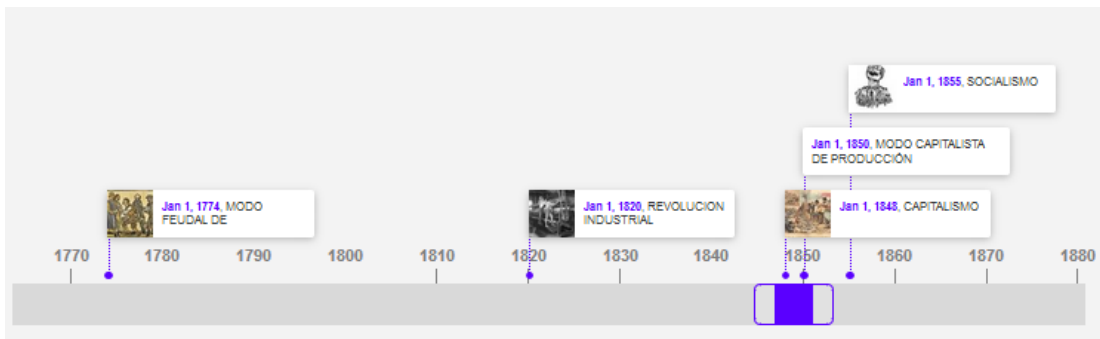 Jan 1, 1855, SOCIALISMO
Jan 1, 1850, MODO CAPITALISTA
DE PRODUCCIÓN
Jan 1, 1774, MODO
FEUDAL DE
Jan 1, 1820, REVOLUCION
INDUSTRIAL
Jan 1, 1848, CAPITALISMO
1770 1780 1790 1800 1810 1820 1830 1840 1850 1860 1870 1880